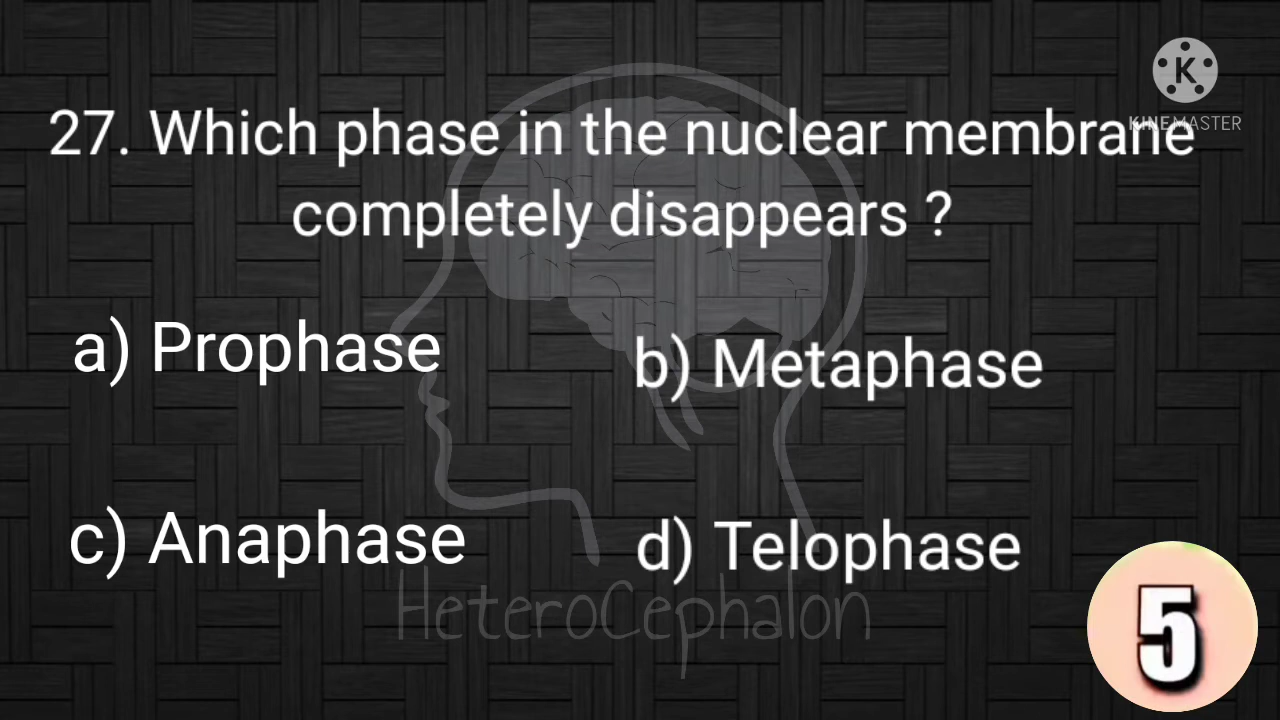 KINEMASTER
27. Which phase in the nuclear membrane
completely disappears ?
a) Prophase
b) Metaphase
c) Anaphase
d) Telophase
HeteroCephalon
5